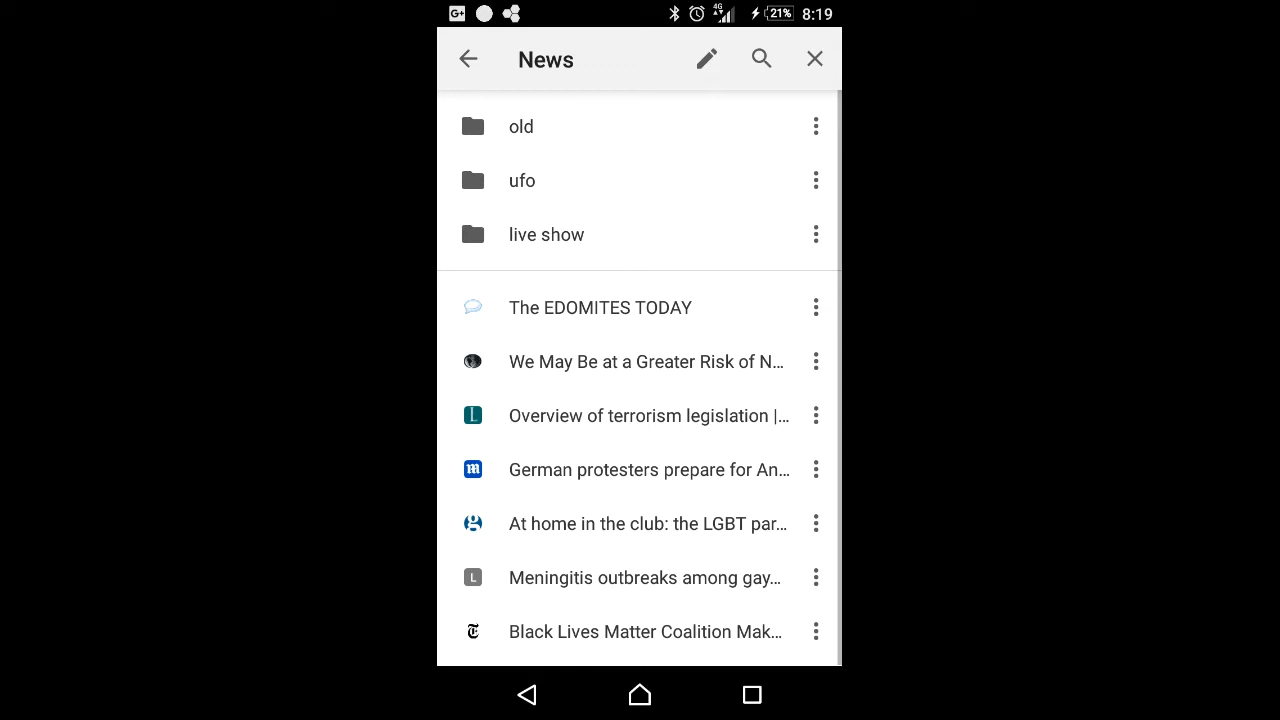 G+
4G
21%
8:19
News
old
ufo
live show
The EDOMITES TODAY
We May Be at a Greater Risk of N...
Overview of terrorism legislation |...
German protesters prepare for An...
At home in the club: the LGBT par...
L
Meningitis outbreaks among gay...
Black Lives Matter Coalition Mak...